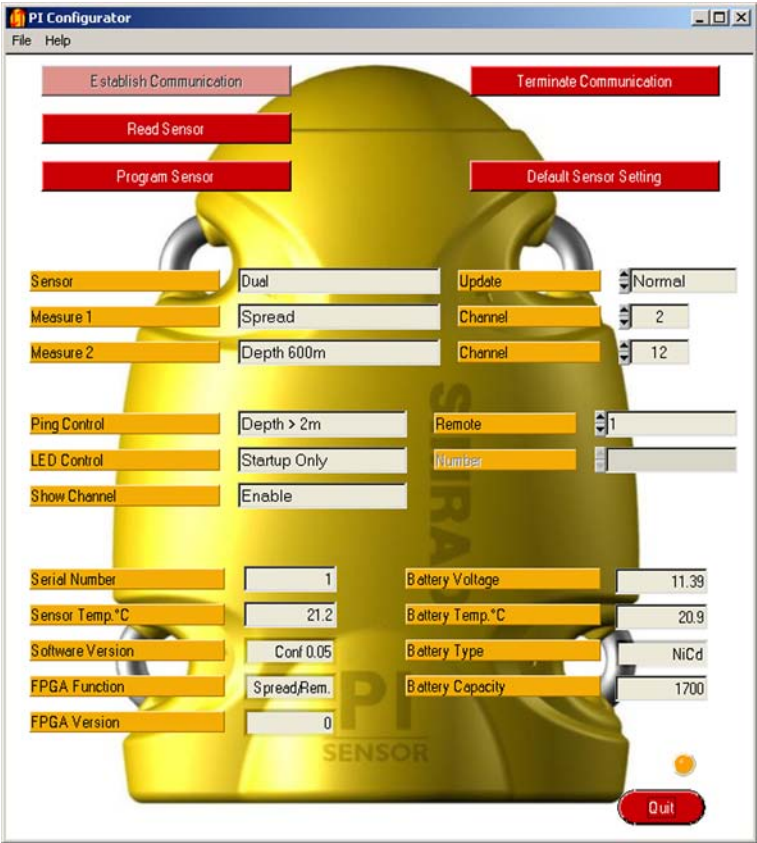 PI Configurator
File Help
Establish Communication
Terminate Communication
Read Sensor
Program Sensor
Default Sensor Setting
Sensor Dual Update Normal
Measure 1 Spread Channel 2
Measure 2 Depth 600m Channel 12
Ping Control Depth > 2m Remote 1
LED Control Startup Only Number
Show Channel Enable
SIMRAD
Serial Number 1 Battery Voltage 11.39
Sensor Temp.°C 21.2 Battery Temp.°C 20.9
Software Version Conf 0.05 Battery Type NiCd
FPGA Function Spread/Rem. Battery Capacity 1700
FPGA Version 0
PI
SENSOR
Quit